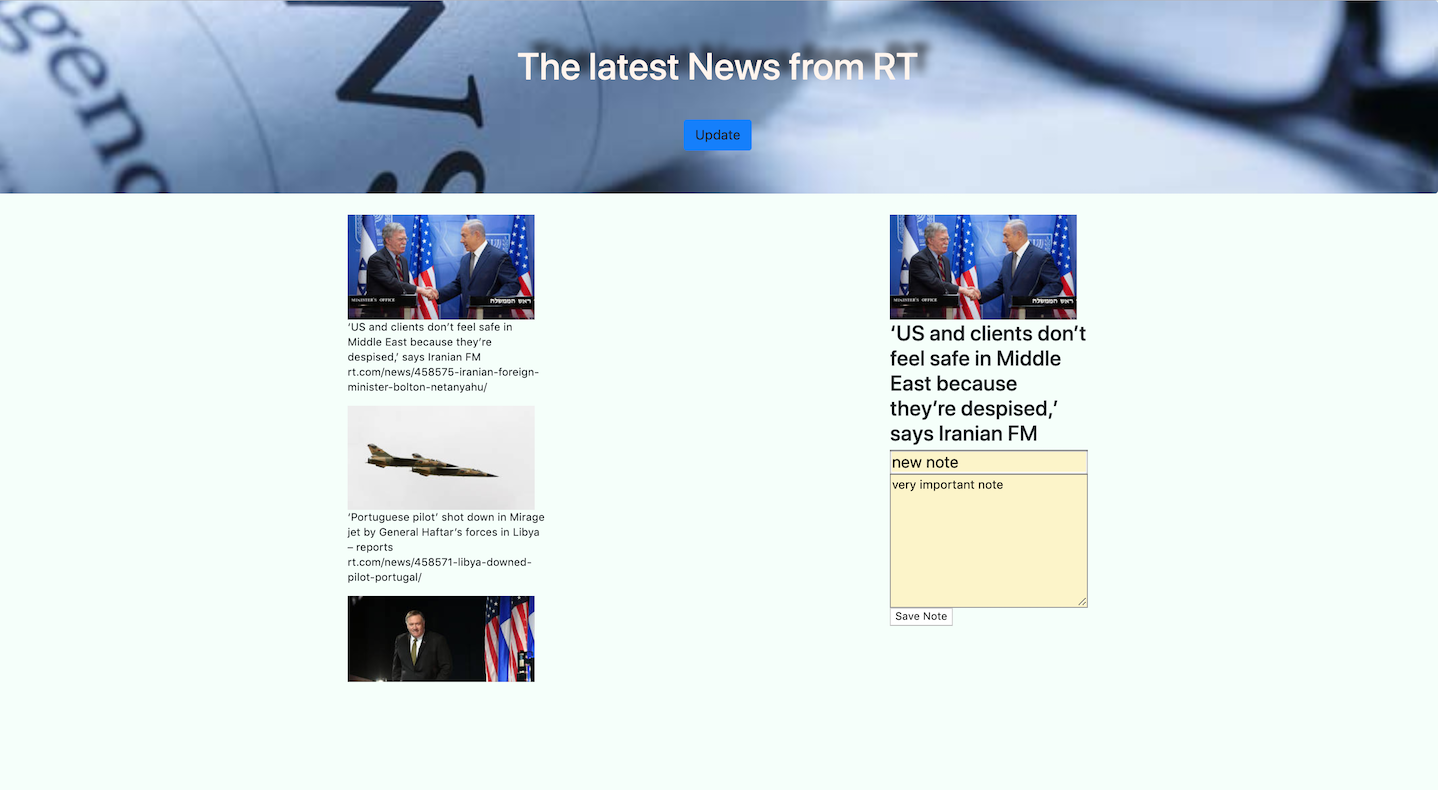 gend
NS
The latest News from RT
Update
MINISTER'S OFFICE
ראש הממשלה
‘US and clients don’t feel safe in
Middle East because they’re
despised,’ says Iranian FM
rt.com/news/458575-iranian-foreign-
minister-bolton-netanyahu/
‘Portuguese pilot’ shot down in Mirage
jet by General Haftar’s forces in Libya
– reports
rt.com/news/458571-libya-downed-
pilot-portugal/
MINISTER'S OFFICE
ראש הממשלה
‘US and clients don’t
feel safe in Middle
East because
they’re despised,’
says Iranian FM
new note
very important note
Save Note